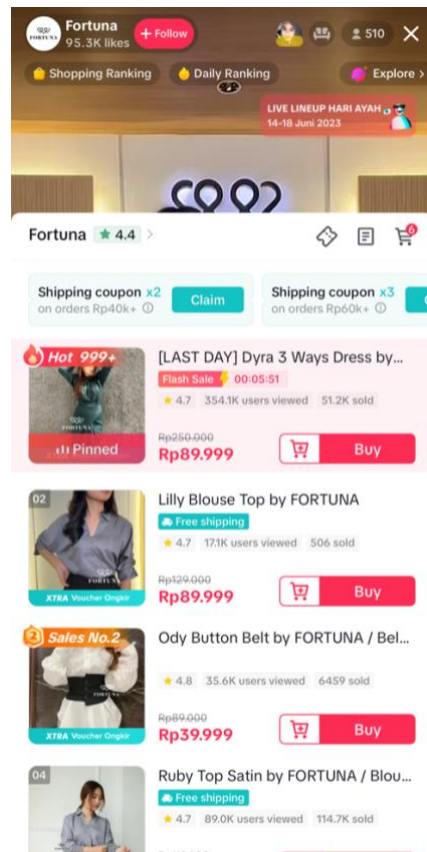 Fortuna
95.3K likes
+ Follow
510
Shopping Ranking
Daily Ranking
Explore >
LIVE LINEUP HARI AYAH
14-18 Juni 2023
Fortuna ★ 4.4 >
6
Shipping coupon x2
on orders Rp40k+
Claim
Shipping coupon x3
on orders Rp60k+
Hot 999+
[LAST DAY] Dyra 3 Ways Dress by...
Flash Sale 00:05:51
4.7 354.1K users viewed 51.2K sold
FORTUNA
Pinned
Rp250.000
Rp89.999
Buy
02
Lilly Blouse Top by FORTUNA
Free shipping
4.7 17.1K users viewed 506 sold
FORTUNA
XTRA Voucher Ongkir
Rp129.000
Rp89.999
Buy
2 Sales No.2
Ody Button Belt by FORTUNA / Bel...
4.8 35.6K users viewed 6459 sold
FORTUNA
XTRA Voucher Ongkir
Rp89.000
Rp39.999
Buy
04
Ruby Top Satin by FORTUNA / Blou...
Free shipping
4.7 89.0K users viewed 114.7K sold